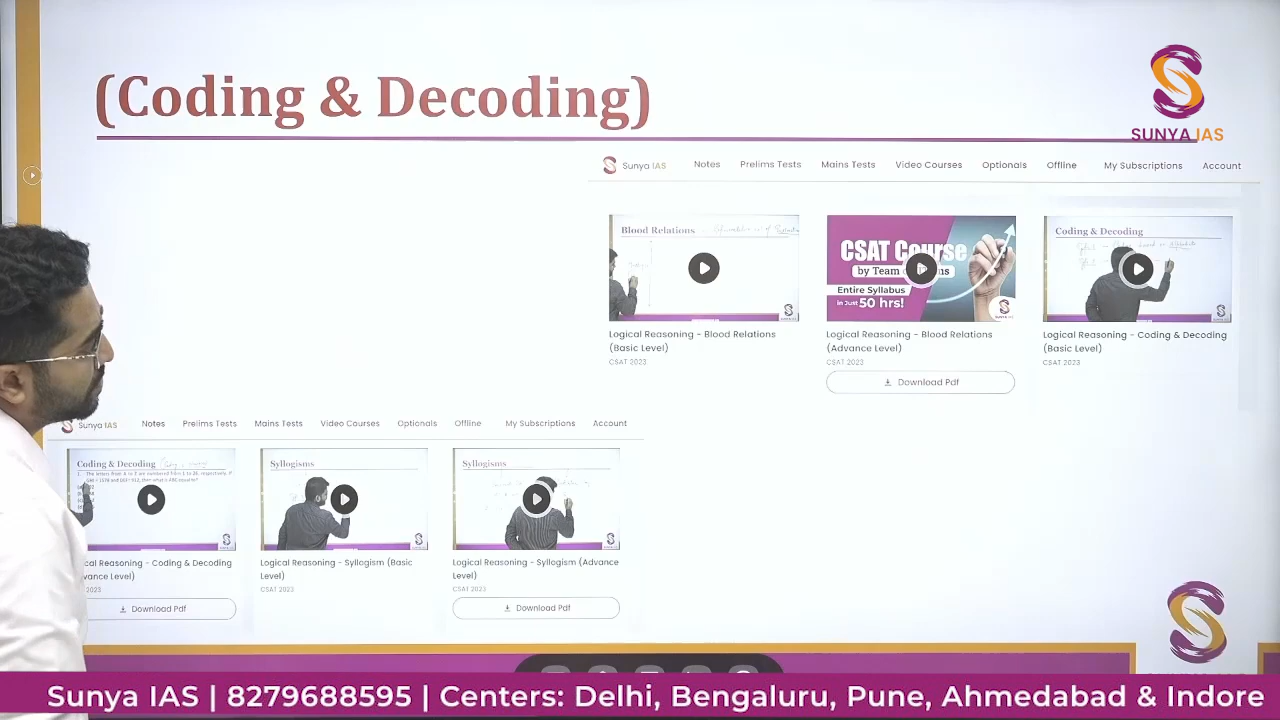 (Coding & Decoding)
SUNYA IAS
Sunya IAS Notes Prelims Tests Mains Tests Video Courses Optionals Offline My Subscriptions Account
Blood Relations
CSAT Course
by Team
Entire Syllabus
in Just 50 hrs!
Coding & Decoding
Logical Reasoning - Blood Relations
(Basic Level)
CSAT 2023
Logical Reasoning - Blood Relations
(Advance Level)
CSAT 2023
Download Pdf
Logical Reasoning - Coding & Decoding
(Basic Level)
CSAT 2023
Sunya IAS Notes Prelims Tests Mains Tests Video Courses Optionals Offline My Subscriptions Account
Coding & Decoding
Syllogisms
Syllogisms
Reasoning - Coding & Decoding
Level)
2023
Download Pdf
Logical Reasoning - Syllogism (Basic
Level)
CSAT 2023
Logical Reasoning - Syllogism (Advance
Level)
CSAT 2023
Download Pdf
Sunya IAS | 8279688595 | Centers: Delhi, Bengaluru, Pune, Ahmedabad & Indore